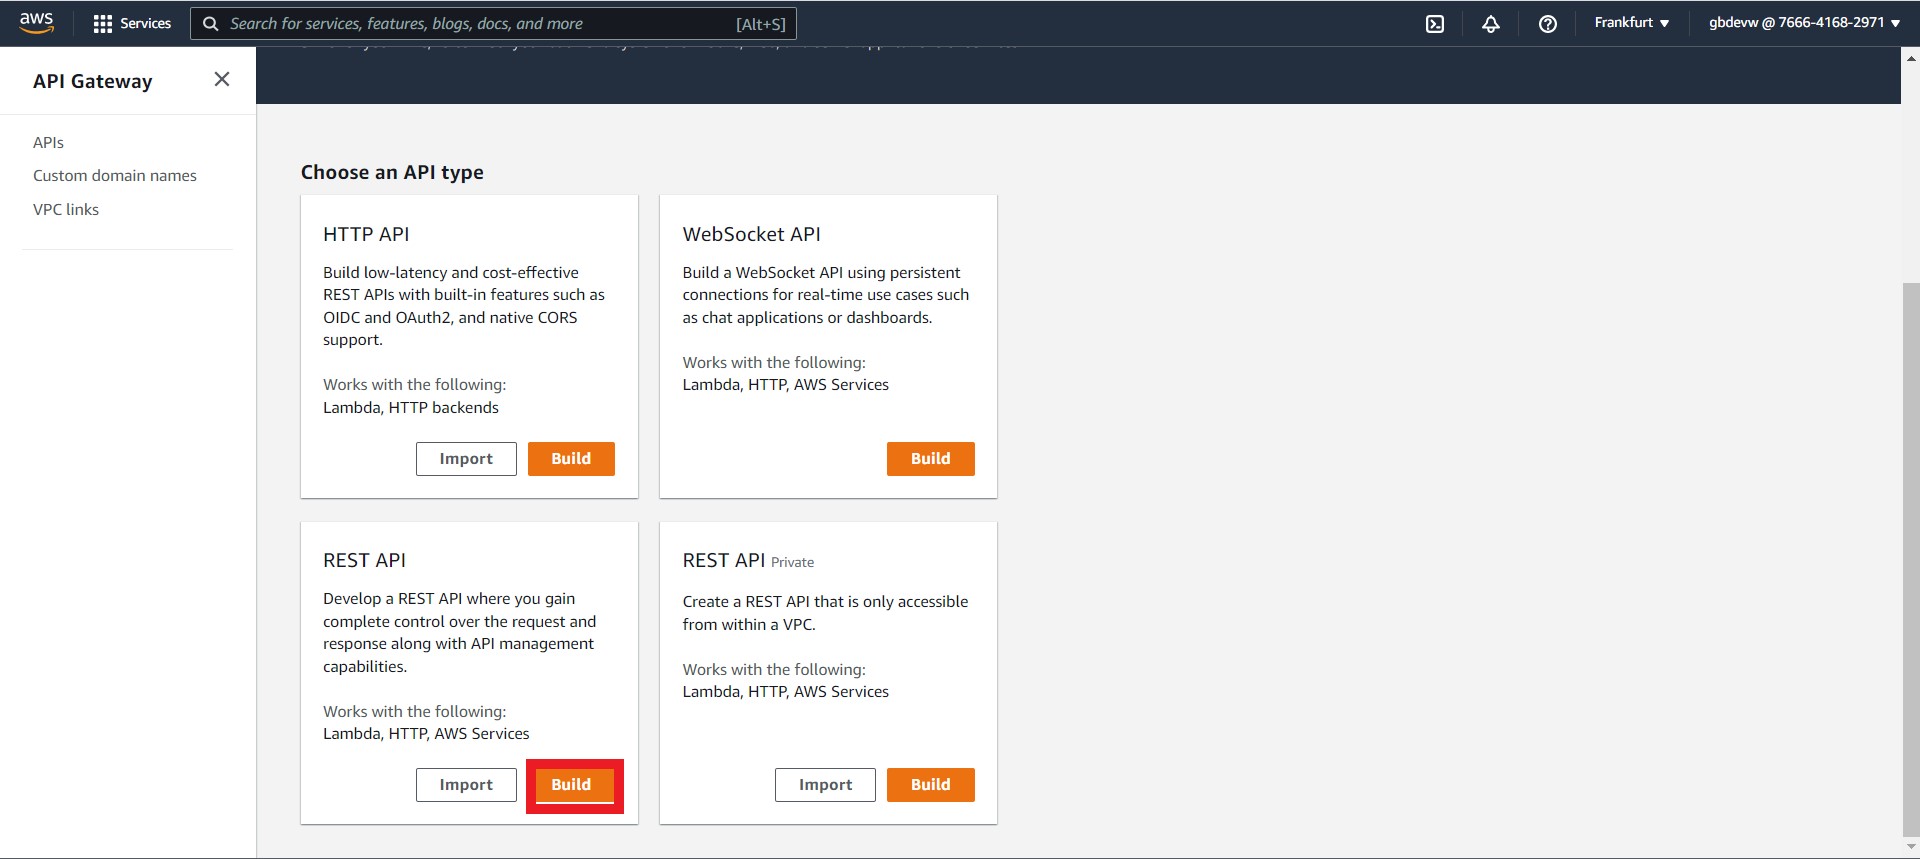 aws
Services
Search for services, features, blogs, docs, and more
[Alt+S]
Frankfurt
gbdevw @ 7666-4168-2971
API Gateway
APIs
Custom domain names
VPC links
Choose an API type
HTTP API
Build low-latency and cost-effective
REST APIs with built-in features such as
OIDC and OAuth2, and native CORS
support.
Works with the following:
Lambda, HTTP backends
Import
Build
WebSocket API
Build a WebSocket API using persistent
connections for real-time use cases such
as chat applications or dashboards.
Works with the following:
Lambda, HTTP, AWS Services
Build
REST API
Develop a REST API where you gain
complete control over the request and
response along with API management
capabilities.
Works with the following:
Lambda, HTTP, AWS Services
Import
Build
REST API Private
Create a REST API that is only accessible
from within a VPC.
Works with the following:
Lambda, HTTP, AWS Services
Import
Build